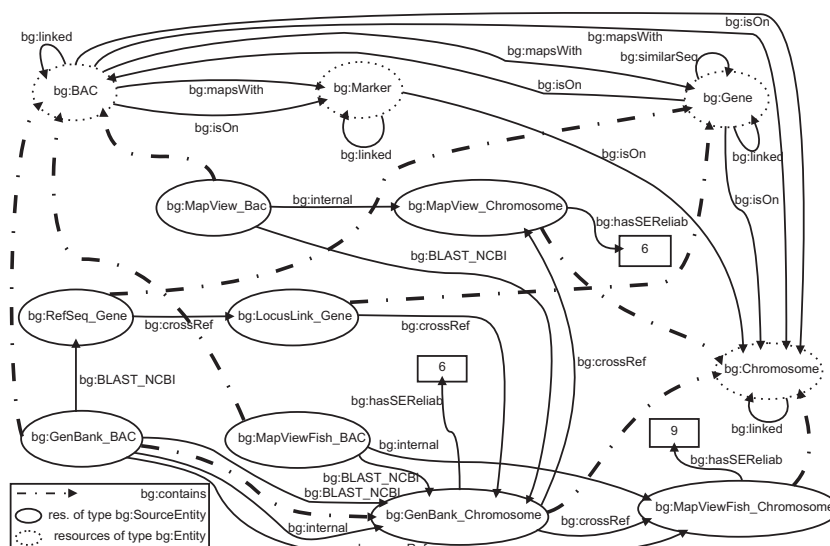 bg:isOn
bg:linked
bg:mapsWith
bg:mapsWith
bg:similarSeq
bg:BAC
bg:Marker
bg:mapsWith
bg:isOn
bg:Gene
bg:isOn
bg:linked
bg:isOn
bg:linked
bg:isOn
bg:MapView_Bac
bg:internal
bg:MapView_Chromosome
bg:hasSEReliab
6
bg:BLAST_NCBI
bg:RefSeq_Gene
bg:crossRef
bg:LocusLink_Gene
bg:crossRef
6
bg:crossRef
bg:Chromosome
bg:BLAST_NCBI
bg:hasSEReliab
bg:linked
9
bg:GenBank_BAC
bg:MapViewFish_BAC
bg:internal
bg:hasSEReliab
bg:BLAST_NCBI
bg:BLAST_NCBI
bg:contains
res. of type bg:SourceEntity
resources of type bg:Entity
bg:internal
bg:GenBank_Chromosome
bg:crossRef
bg:MapViewFish_Chromosome